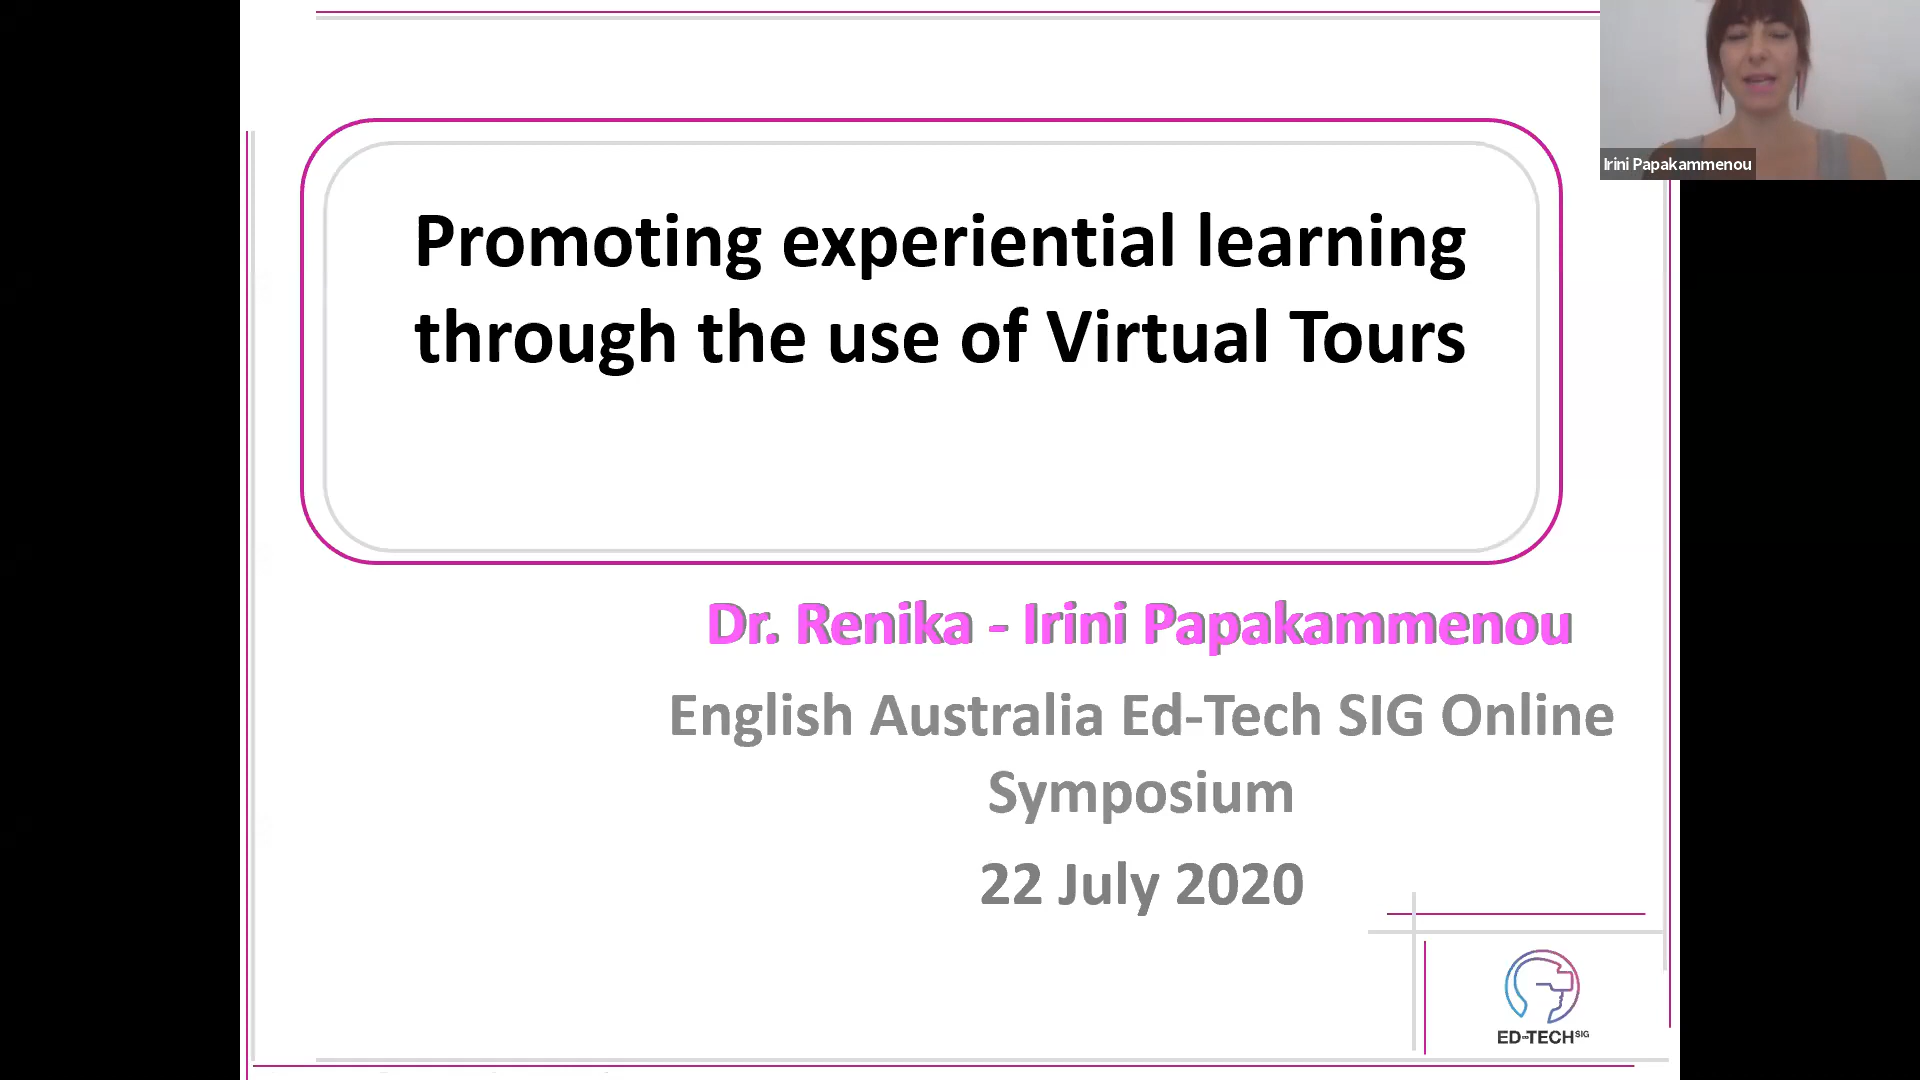 Irini Papakammenou
Promoting experiential learning
through the use of Virtual Tours
Dr. Renika - Irini Papakammenou
English Australia Ed-Tech SIG Online
Symposium
22 July 2020
ED-TECH SIG